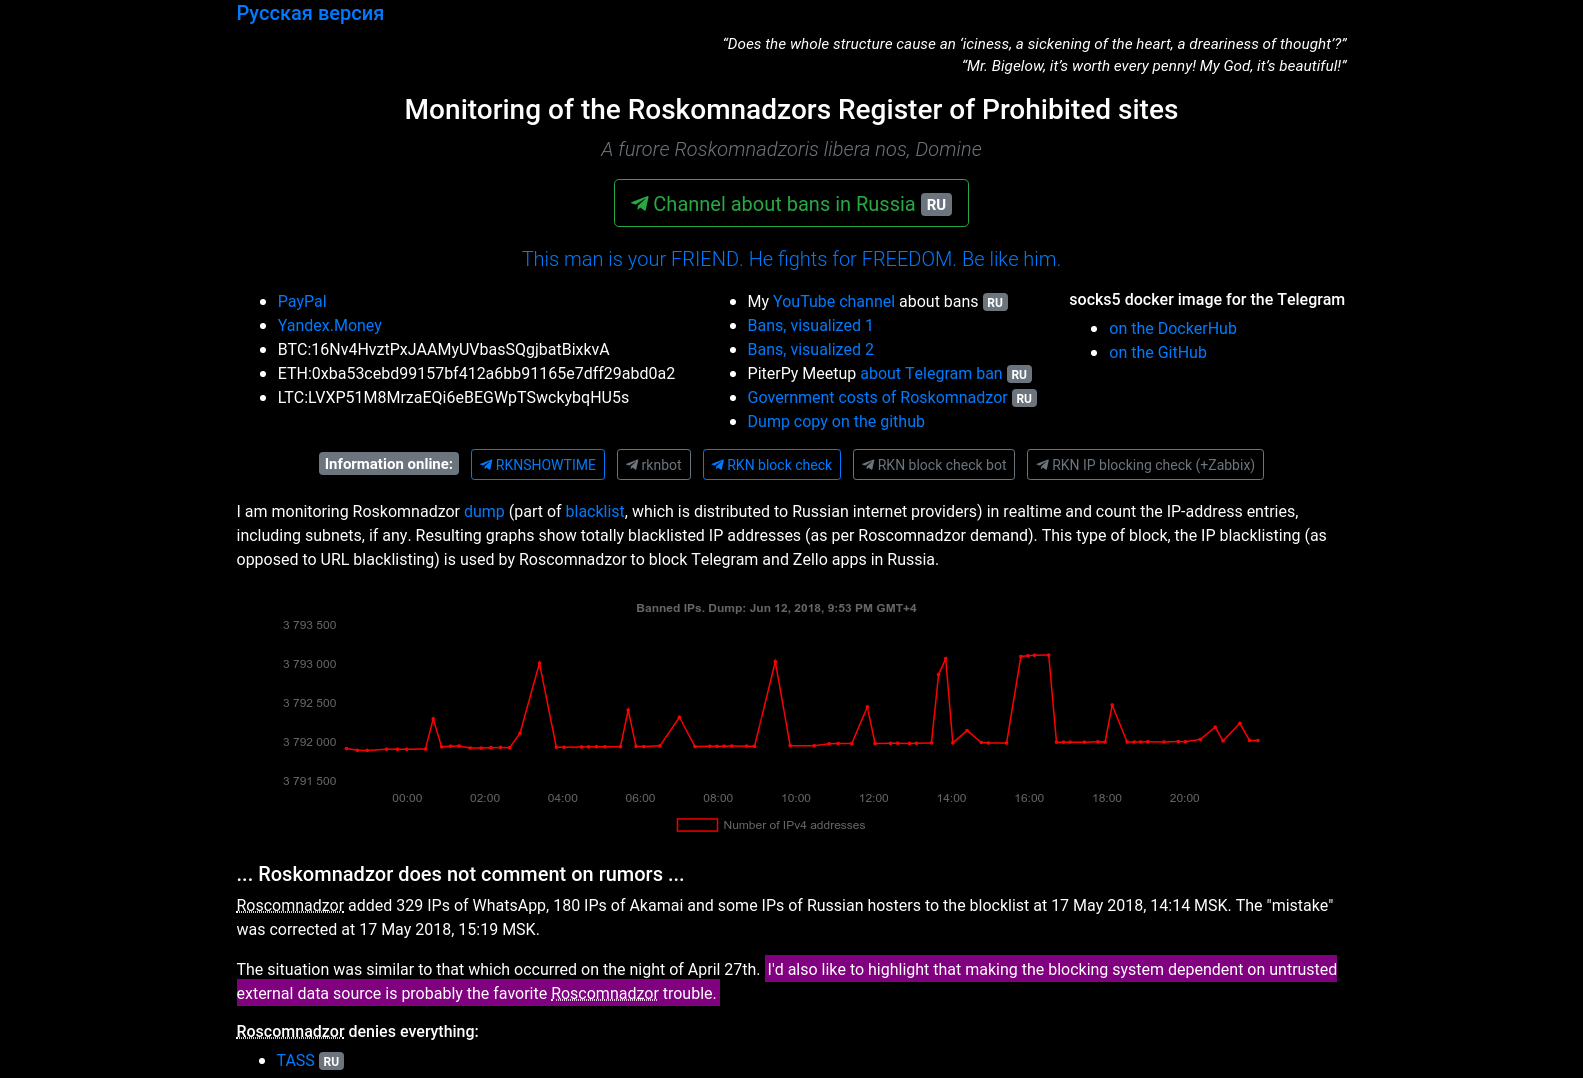 Русская версия
“Does the whole structure cause an ‘iciness, a sickening of the heart, a dreariness of thought’?”
“Mr. Bigelow, it’s worth every penny! My God, it’s beautiful!”
Monitoring of the Roskomnadzors Register of Prohibited sites
A furore Roskomnadzoris libera nos, Domine
Channel about bans in Russia RU
This man is your FRIEND. He fights for FREEDOM. Be like him.
PayPal
Yandex.Money
BTC:16Nv4HvztPxJAAMyUVbasSQgjbatBixkvA
ETH:0xba53cebd99157bf412a6bb91165e7dff29abd0a2
LTC:LVXP51M8MrzaEQi6eBEGWpTSwckybqHU5s
My YouTube channel about bans RU
Bans, visualized 1
Bans, visualized 2
PiterPy Meetup about Telegram ban RU
Government costs of Roskomnadzor RU
Dump copy on the github
socks5 docker image for the Telegram
on the DockerHub
on the GitHub
Information online: RKNSHOWTIME rknbot RKN block check RKN block check bot RKN IP blocking check (+Zabbix)
I am monitoring Roskomnadzor dump (part of blacklist, which is distributed to Russian internet providers) in realtime and count the IP-address entries,
including subnets, if any. Resulting graphs show totally blacklisted IP addresses (as per Roscomnadzor demand). This type of block, the IP blacklisting (as
opposed to URL blacklisting) is used by Roscomnadzor to block Telegram and Zello apps in Russia.
Banned IPs. Dump: Jun 12, 2018, 9:53 PM GMT+4
3 793 500
3 793 000
3 792 500
3 792 000
3 791 500
00:00 02:00 04:00 06:00 08:00 10:00 12:00 14:00 16:00 18:00 20:00
Number of IPv4 addresses
... Roskomnadzor does not comment on rumors ...
Roscomnadzor added 329 IPs of WhatsApp, 180 IPs of Akamai and some IPs of Russian hosters to the blocklist at 17 May 2018, 14:14 MSK. The "mistake"
was corrected at 17 May 2018, 15:19 MSK.
The situation was similar to that which occurred on the night of April 27th. I'd also like to highlight that making the blocking system dependent on untrusted
external data source is probably the favorite Roscomnadzor trouble.
Roscomnadzor denies everything:
TASS RU